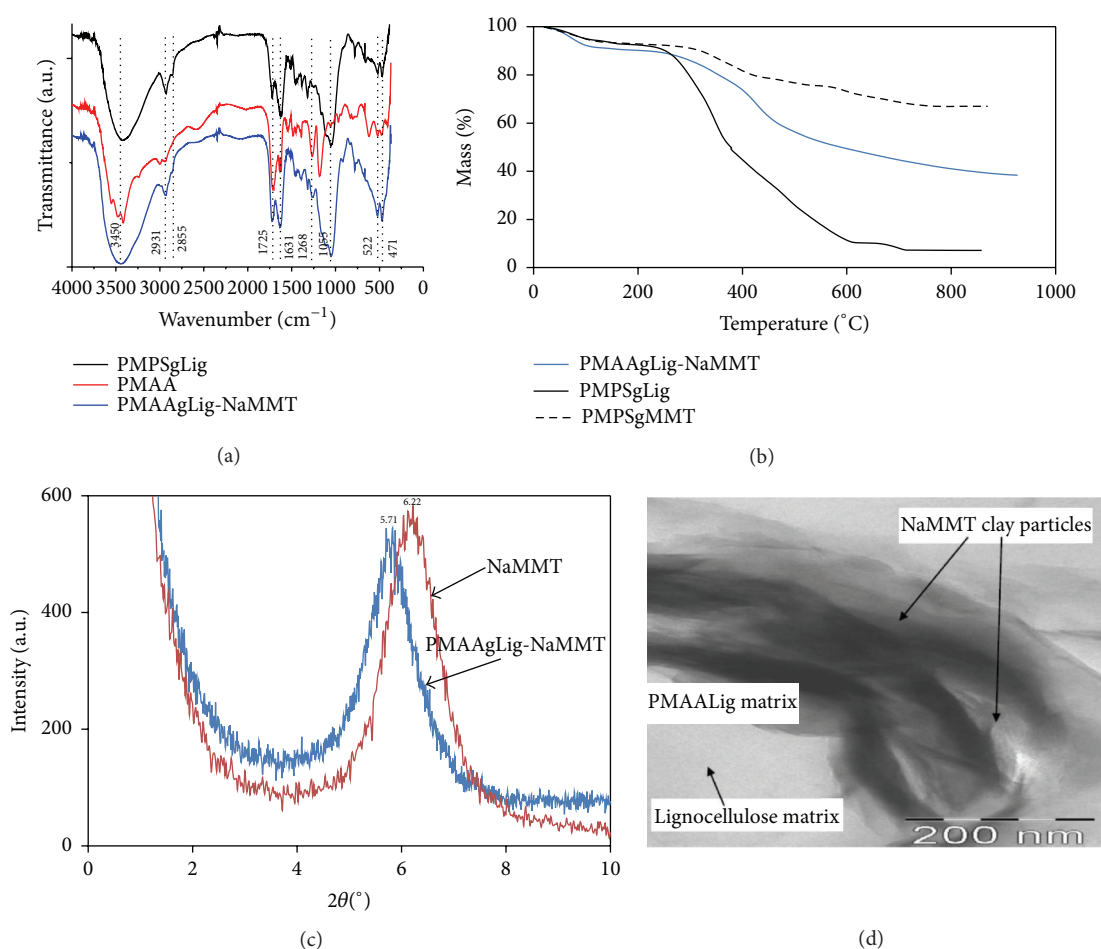 Transmittance (a.u.)
3450
2931
2855
1725
1631
1268
1055
522
471
4000 3500 3000 2500 2000 1500 1000 500 0
Wavenumber (cm⁻¹)
PMPSgLig
PMAA
PMAAgLig-NaMMT
(a)
Mass (%)
100
80
60
40
20
0
0 200 400 600 800 1000
Temperature (°C)
PMAAgLig-NaMMT
PMPSgLig
PMPSgMMT
(b)
Intensity (a.u.)
600
400
200
0
5.71
6.22
NaMMT
PMAAgLig-NaMMT
0 2 4 6 8 10
2θ(°)
(c)
NaMMT clay particles
PMAALig matrix
Lignocellulose matrix
200 nm
(d)